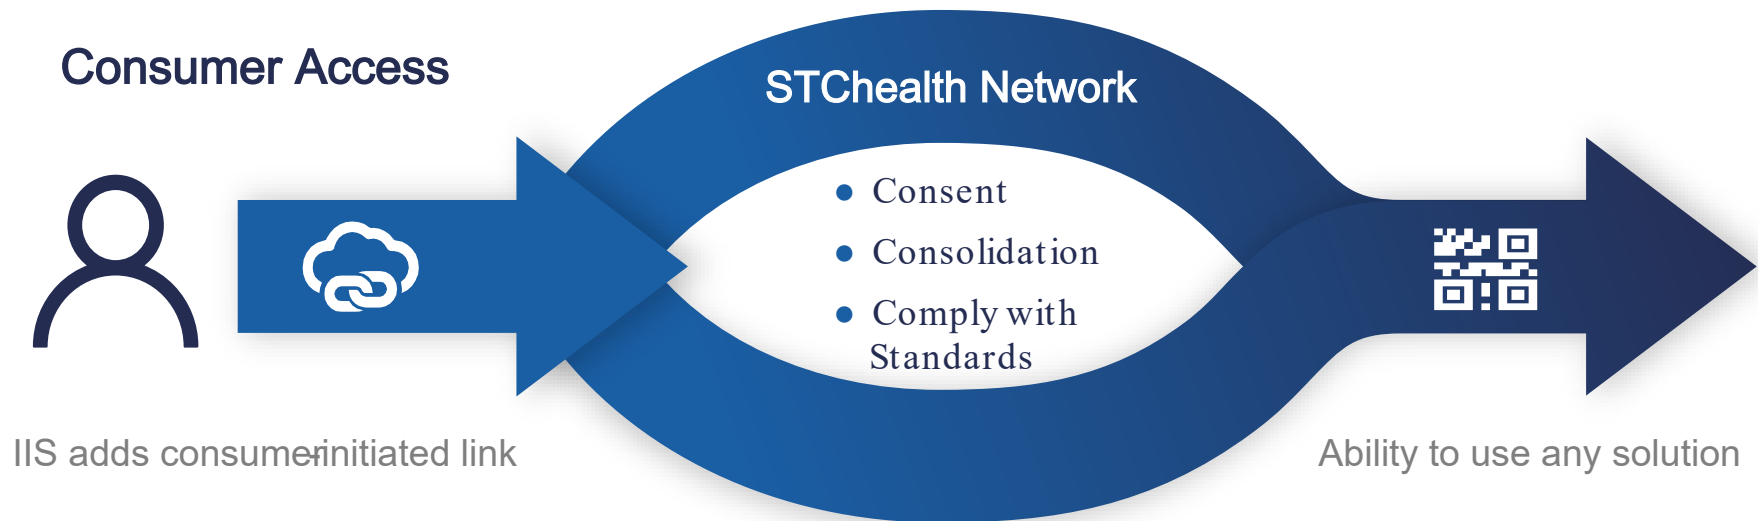 Consumer Access
STChealth Network
Consent
Consolidation
Comply with
Standards
IIS adds consumer-initiated link
Ability to use any solution